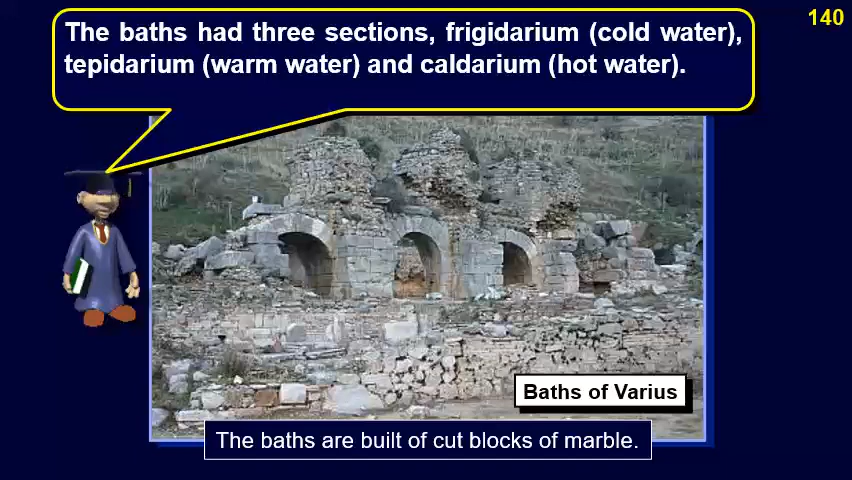 140
The baths had three sections, frigidarium (cold water),
tepidarium (warm water) and caldarium (hot water).
Baths of Varius
The baths are built of cut blocks of marble.